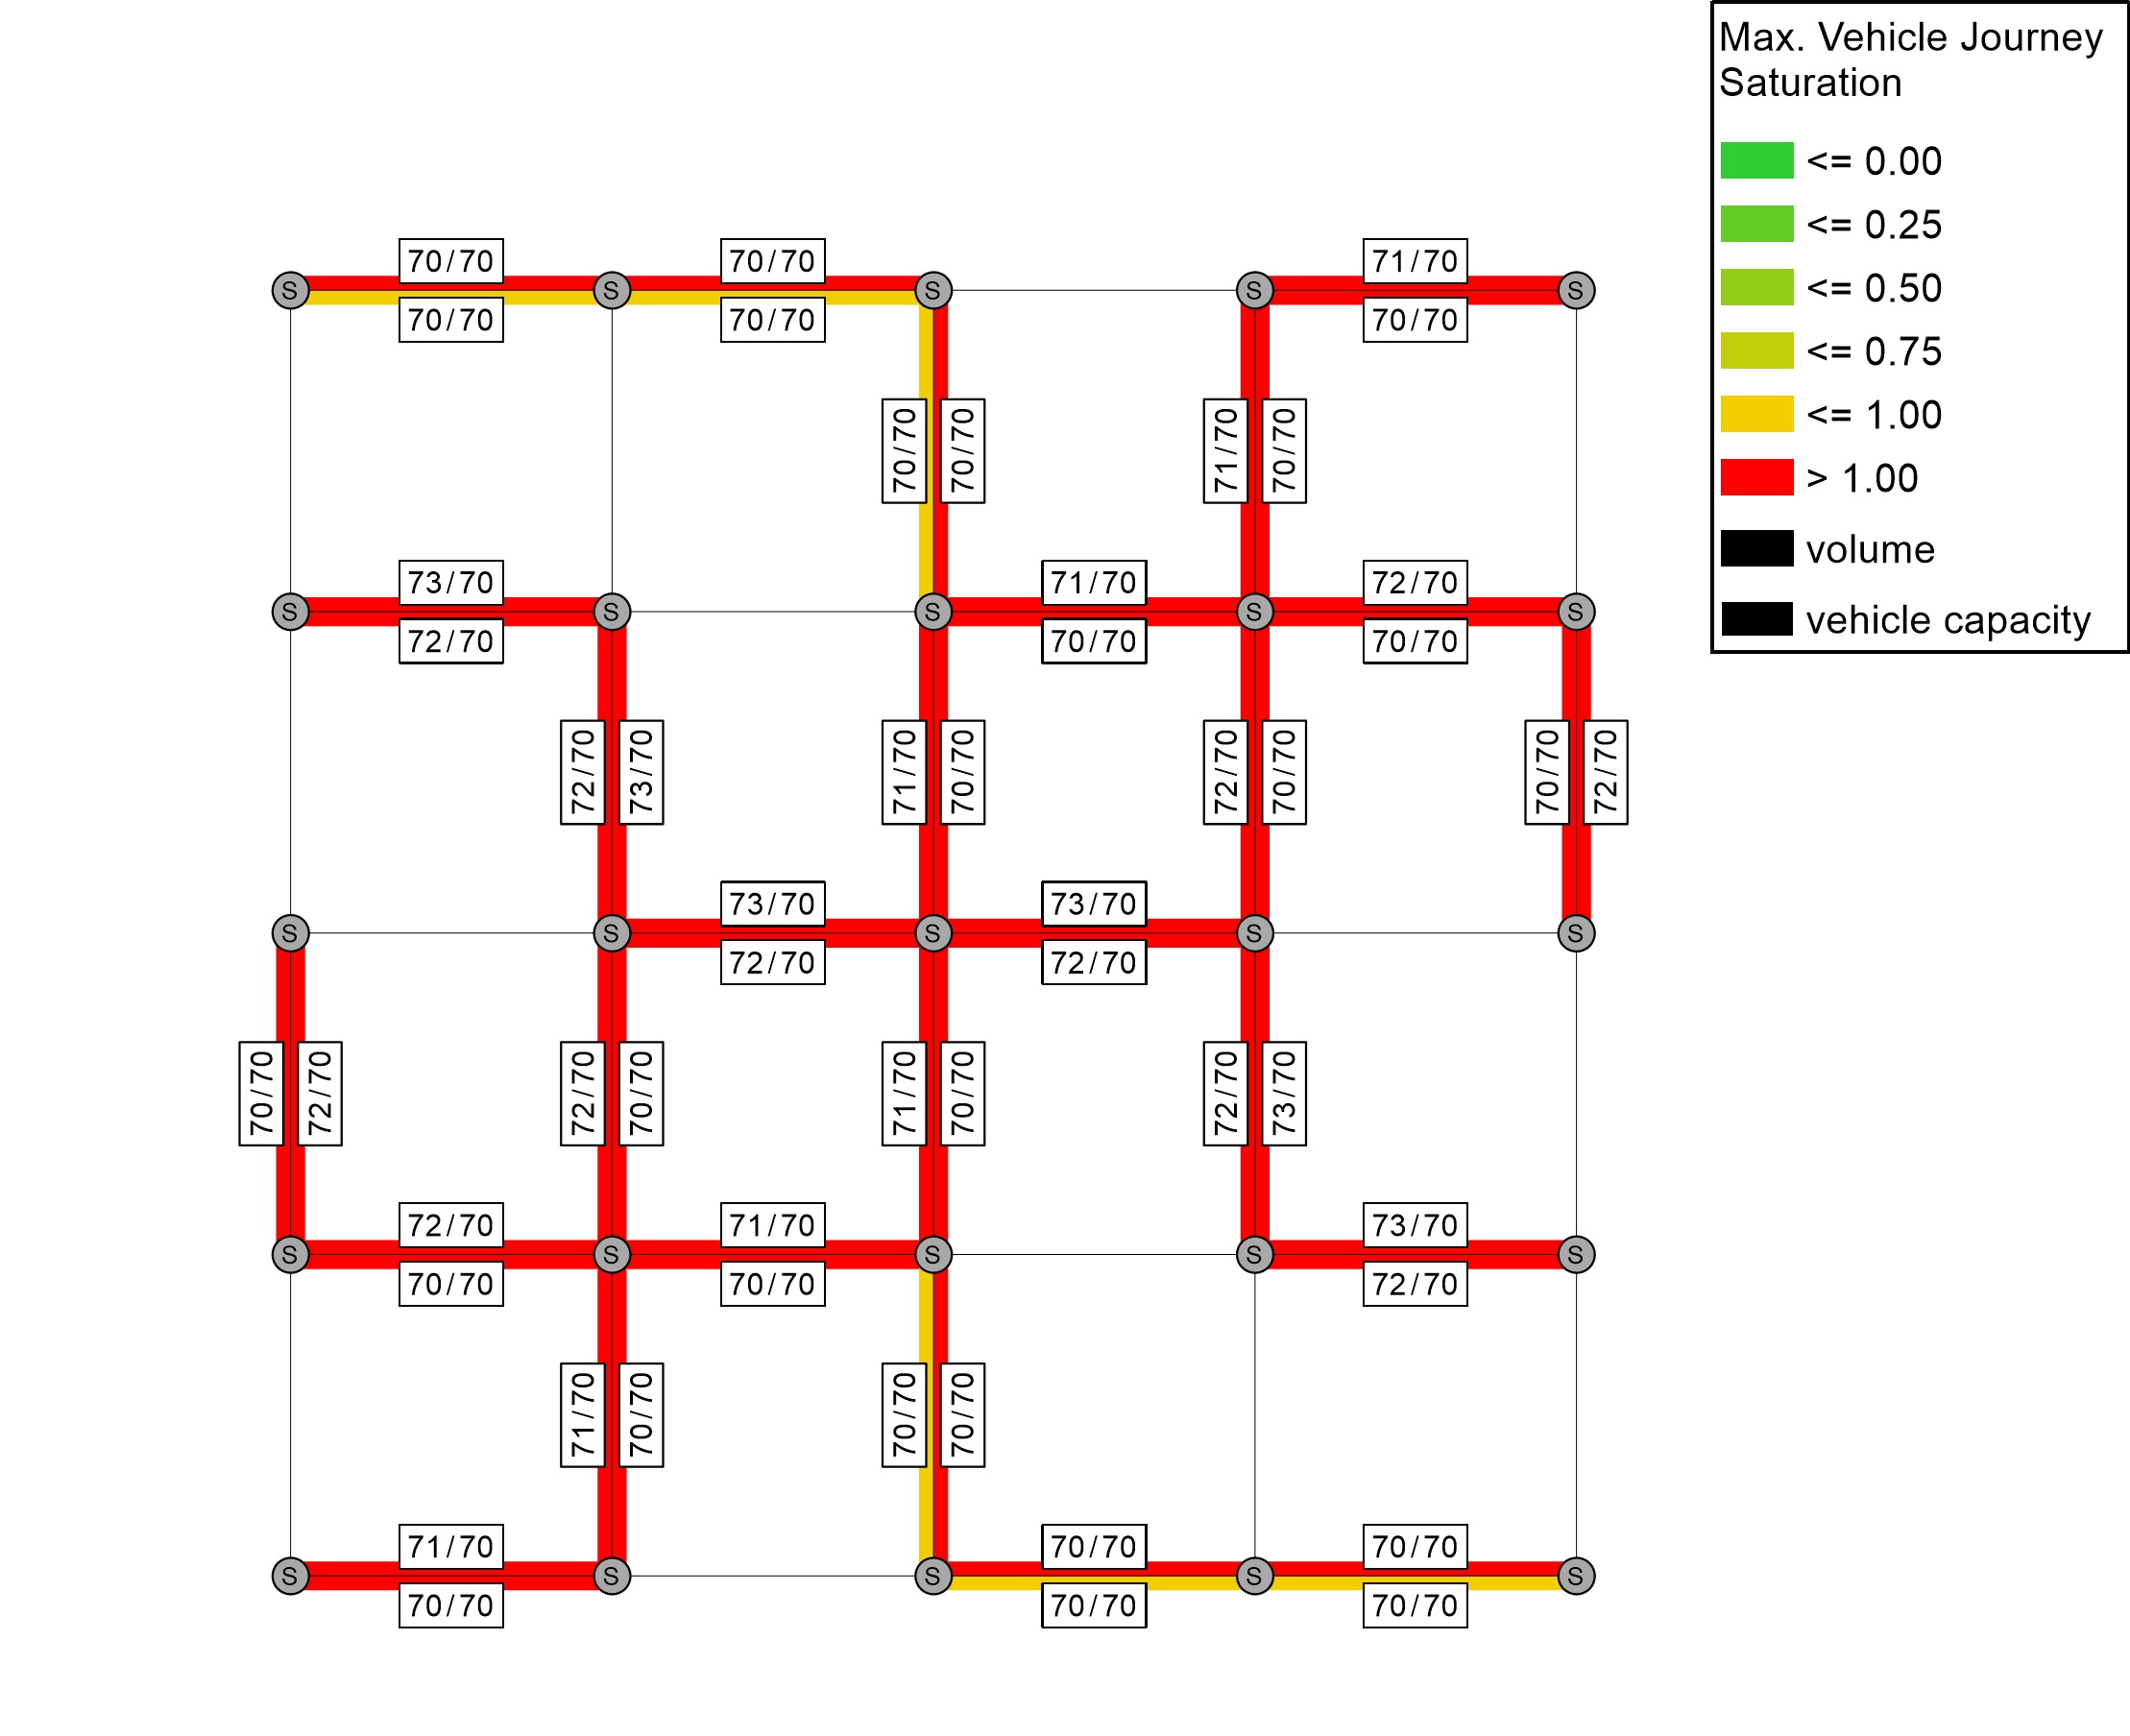 Max. Vehicle Journey
Saturation
<= 0.00
<= 0.25
<= 0.50
<= 0.75
<= 1.00
> 1.00
volume
vehicle capacity
70/70 70/70 71/70
S S S S S
70/70 70/70 70/70
70/70 70/70 71/70 70/70
73/70 71/70 72/70
S S S S S
72/70 70/70 70/70
72/70 73/70 71/70 70/70 72/70 70/70 70/70 72/70
73/70 73/70
S S S S S
72/70 72/70
70/70 72/70 72/70 70/70 71/70 70/70 72/70 73/70
72/70 71/70 73/70
S S S S S
70/70 70/70 72/70
71/70 70/70 70/70 70/70
71/70 70/70 70/70
S S S S S
70/70 70/70 70/70